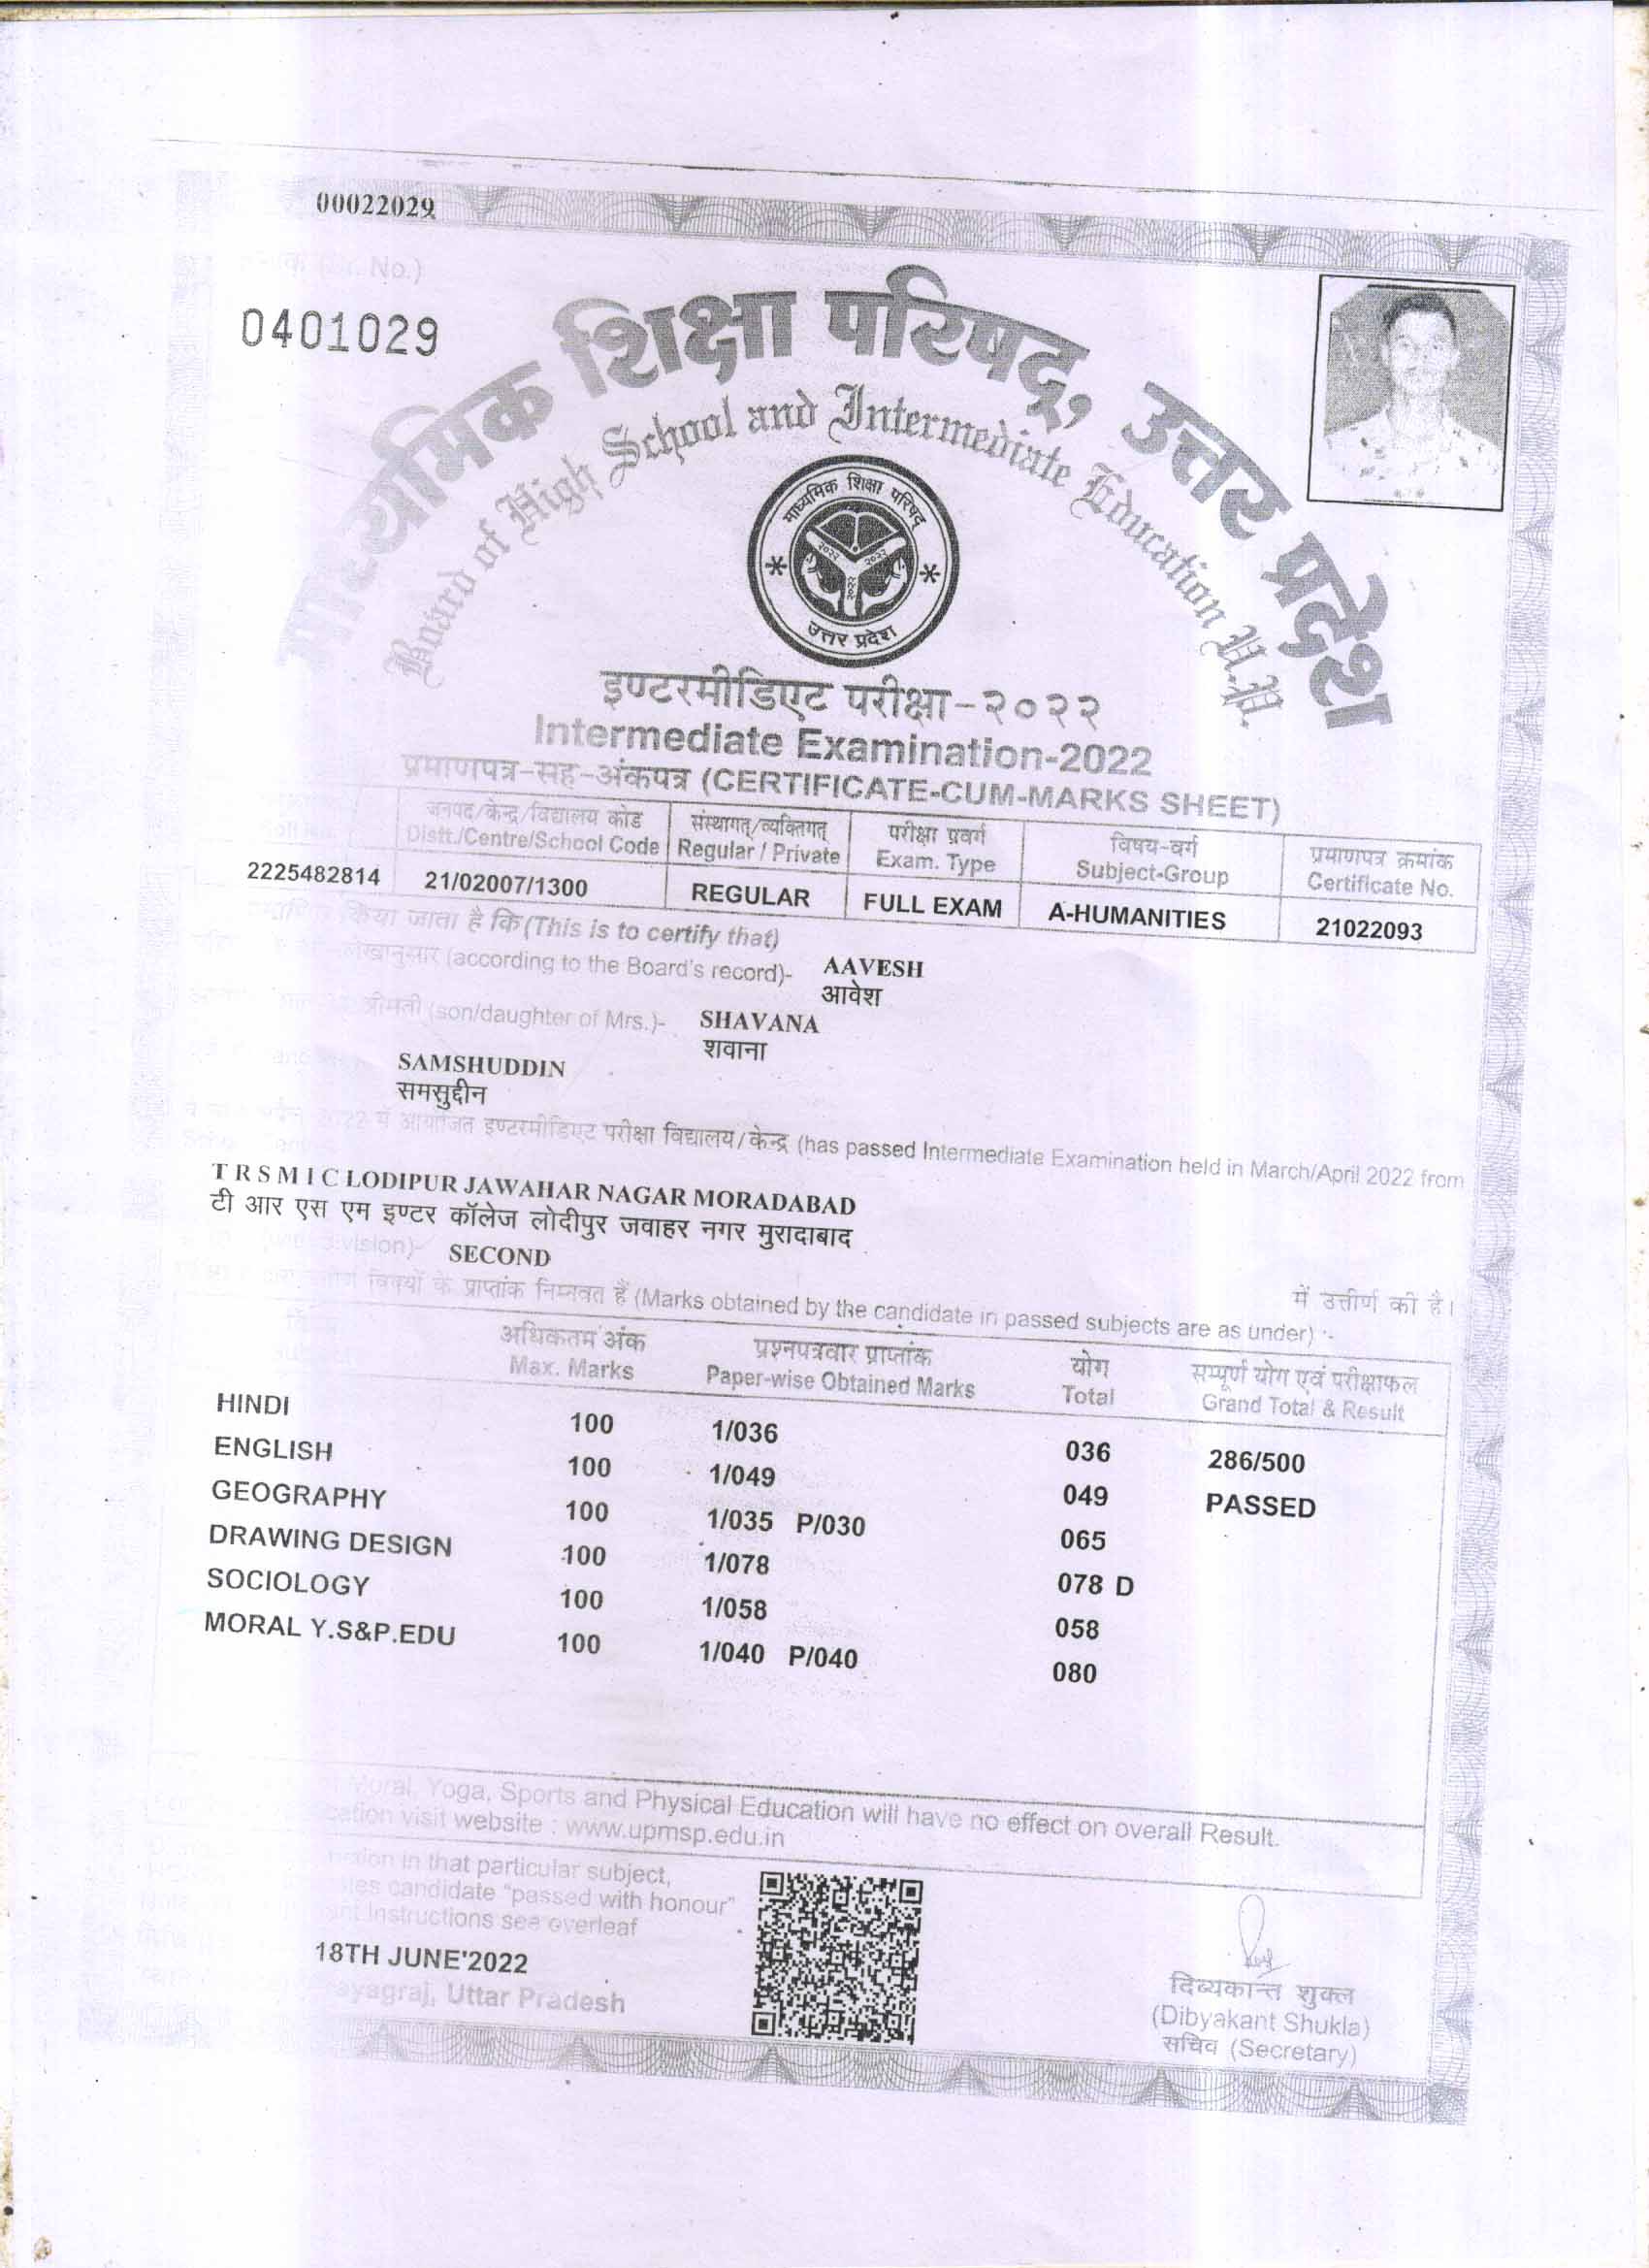 00022029
No.)
0401029
माध्यमिक शिक्षा परिषद्, उत्तर प्रदेश
Board of High School and Intermediate Education U.P.
माध्यमिक शिक्षा परिषद्
२०२२ २०२२
२०२२
उत्तर प्रदेश
इण्टरमीडिएट परीक्षा-२०२२
Intermediate Examination-2022
प्रमाणपत्र-सह-अंकपत्र (CERTIFICATE-CUM-MARKS SHEET)
जनपद/केन्द्र/विद्यालय कोड संस्थागत्/व्यक्तिगत् परीक्षा प्रवर्ग विषय-वर्ग प्रमाणपत्र क्रमांक
Distt./Centre/School Code Regular / Private Exam. Type Subject-Group Certificate No.
2225482814 21/02007/1300 REGULAR FULL EXAM A-HUMANITIES 21022093
किया जाता है कि (This is to certify that)
(according to the Board's record)- AAVESH
आवेश
श्रीमती (son/daughter of Mrs.)- SHAVANA
शवाना
SAMSHUDDIN
समसुद्दीन
2022 में आयोजित इण्टरमीडिएट परीक्षा विद्यालय/केन्द्र (has passed Intermediate Examination held in March/April 2022 from
T R S M I C LODIPUR JAWAHAR NAGAR MORADABAD
टी आर एस एम इण्टर कॉलेज लोदीपुर जवाहर नगर मुरादाबाद
division)- SECOND
में उत्तीर्ण की है।
विषयों के प्राप्तांक निम्नवत हैं (Marks obtained by the candidate in passed subjects are as under) :-
अधिकतम अंक प्रश्नपत्रवार प्राप्तांक योग सम्पूर्ण योग एवं परीक्षाफल
Max. Marks Paper-wise Obtained Marks Total Grand Total & Result
HINDI 100 1/036 036 286/500
ENGLISH 100 1/049 049 PASSED
GEOGRAPHY 100 1/035 P/030 065
DRAWING DESIGN 100 1/078 078 D
SOCIOLOGY 100 1/058 058
MORAL Y.S&P.EDU 100 1/040 P/040 080
Moral, Yoga, Sports and Physical Education will have no effect on overall Result.
visit website : www.upmsp.edu.in
in that particular subject,
candidate "passed with honour"
Instructions see overleaf
18TH JUNE'2022
Uttar Pradesh
दिव्यकान्त शुक्ल
(Dibyakant Shukla)
सचिव (Secretary)